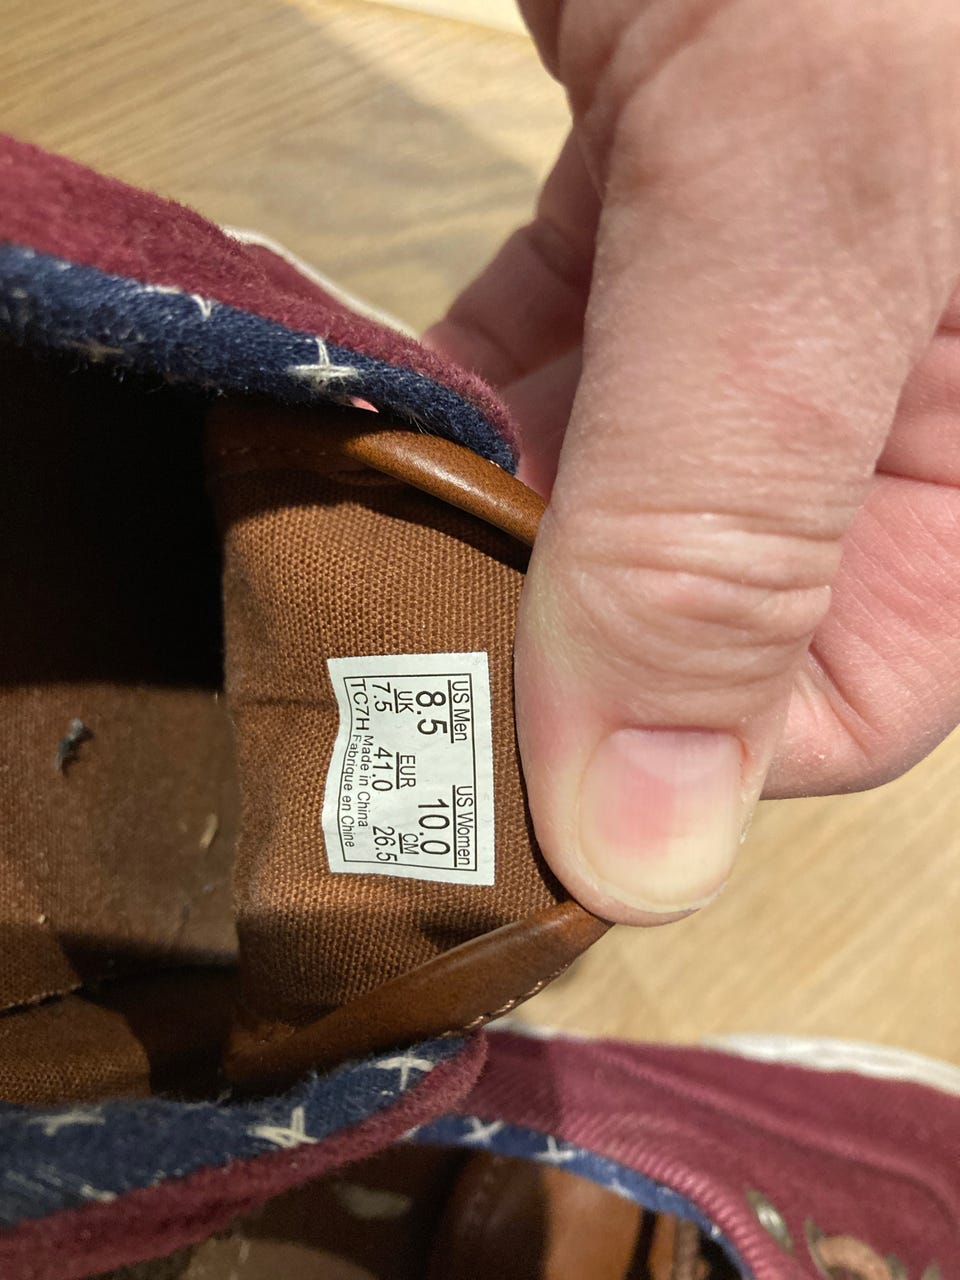 US Men US Women
8.5 10.0
UK EUR CM
7.5 41.0 26.5
TC7H Made in China
Fabriqué en Chine